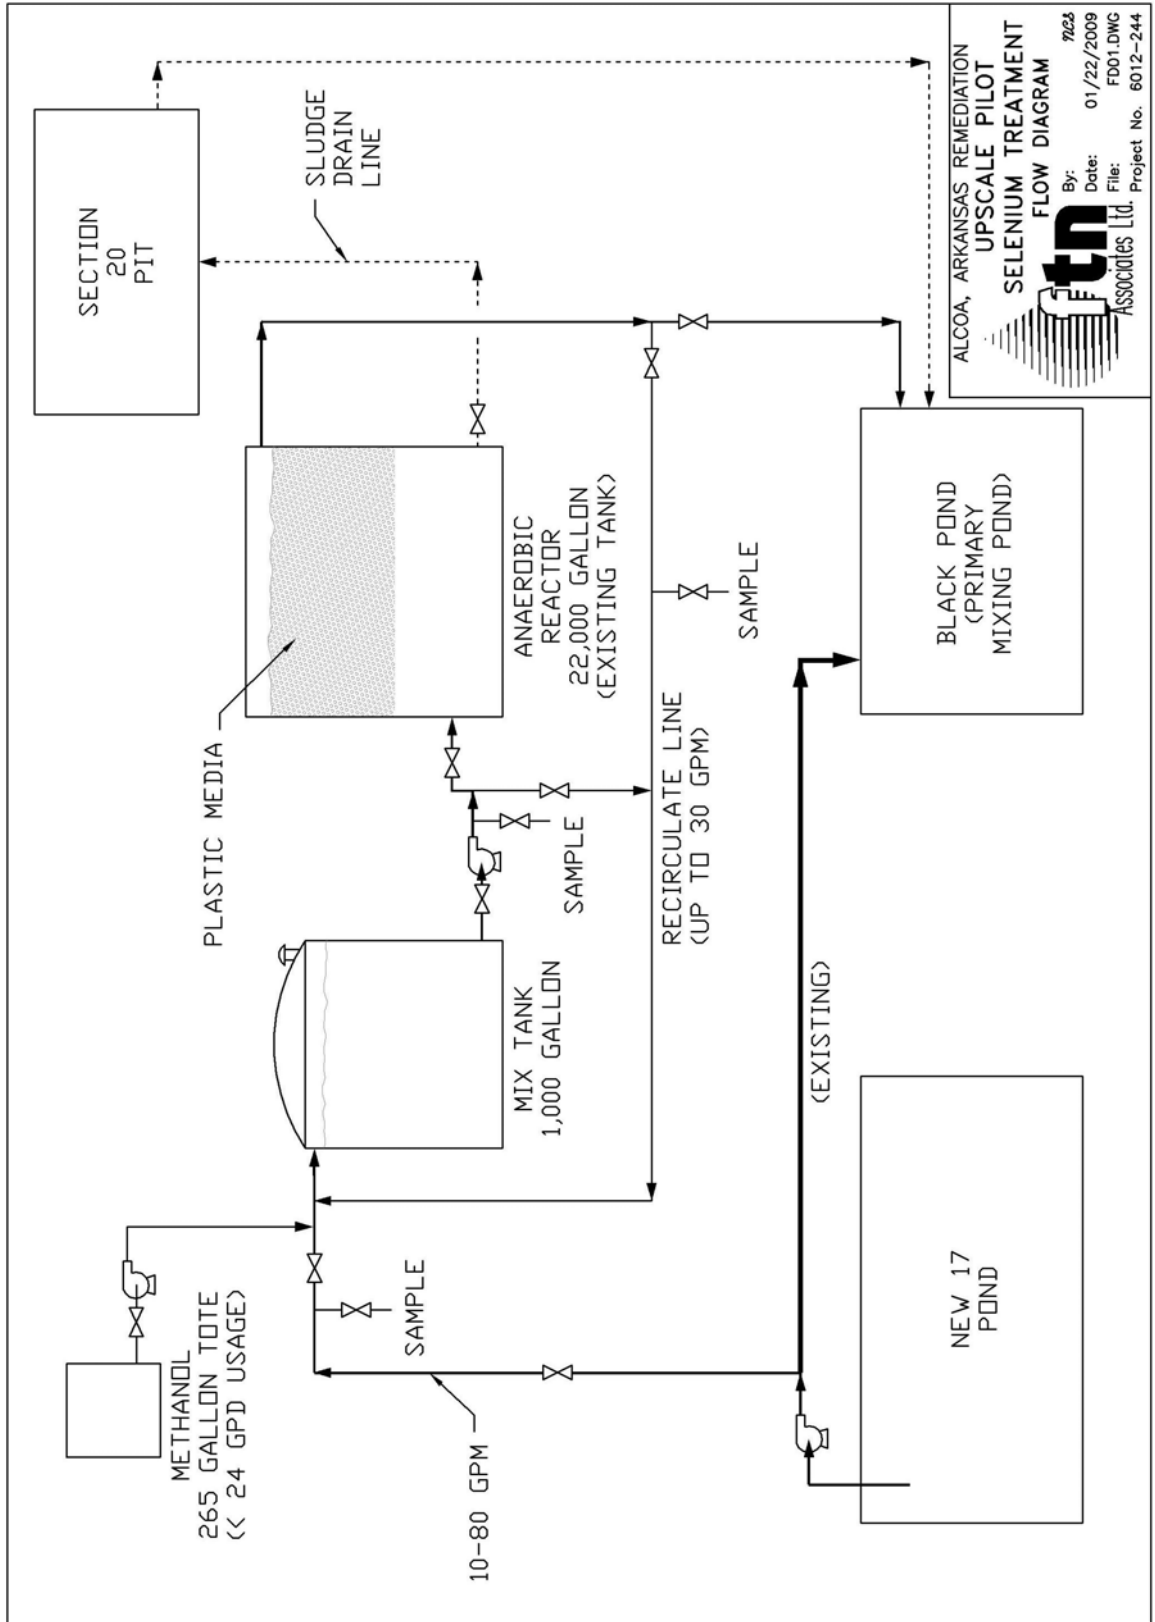 SECTION
20
PIT
SLUDGE
DRAIN
LINE
PLASTIC MEDIA
ANAEROBIC
REACTOR
22,000 GALLON
(EXISTING TANK)
METHANOL
265 GALLON TOTE
(<< 24 GPD USAGE)
MIX TANK
1,000 GALLON
SAMPLE
SAMPLE
SAMPLE
10-80 GPM
RECIRCULATE LINE
(UP TO 30 GPM)
(EXISTING)
NEW 17
POND
BLACK POND
(PRIMARY
MIXING POND)
ALCOA, ARKANSAS REMEDIATION
UPSCALE PILOT
SELENIUM TREATMENT
FLOW DIAGRAM
ftn
Associates Ltd.
By: ncs
Date: 01/22/2009
File: FD01.DWG
Project No. 6012-244